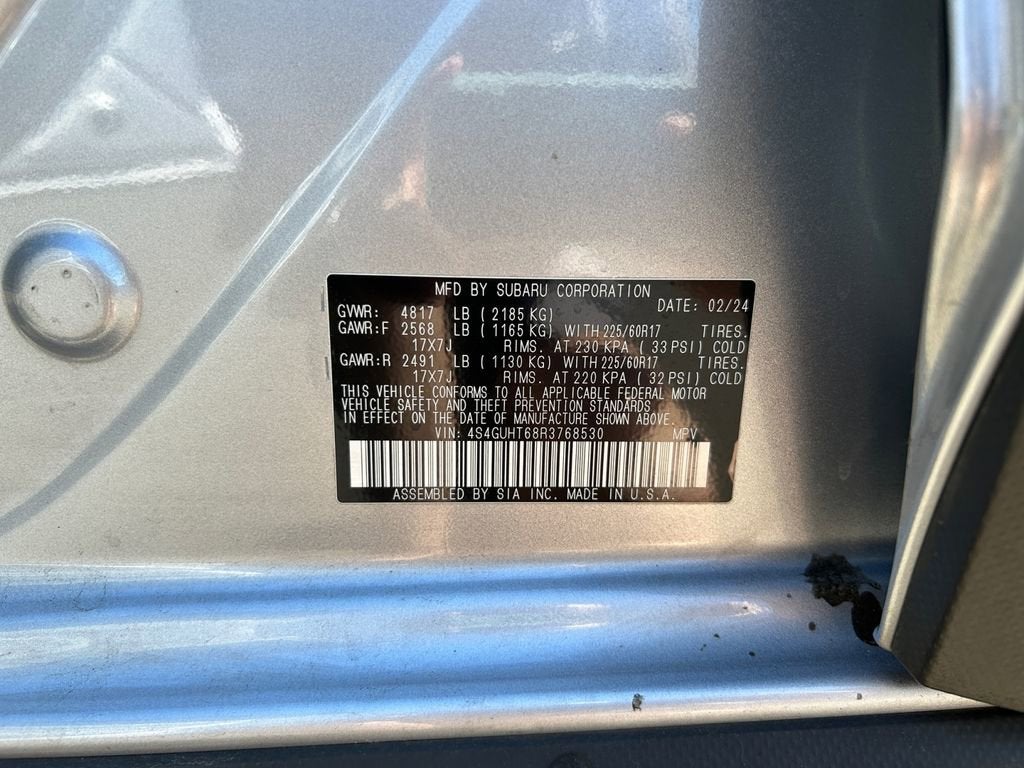 MFD BY SUBARU CORPORATION
DATE: 02/24
GVWR: 4817 LB ( 2185 KG)
GAWR:F 2568 LB ( 1165 KG) WITH 225/60R17 TIRES.
17X7J RIMS. AT 230 KPA ( 33 PSI) COLD
GAWR:R 2491 LB ( 1130 KG) WITH 225/60R17 TIRES.
17X7J RIMS. AT 220 KPA ( 32 PSI) COLD
THIS VEHICLE CONFORMS TO ALL APPLICABLE FEDERAL MOTOR
VEHICLE SAFETY AND THEFT PREVENTION STANDARDS
IN EFFECT ON THE DATE OF MANUFACTURE SHOWN ABOVE.
VIN: 4S4GUHT68R3768530 MPV
ASSEMBLED BY SIA INC. MADE IN U.S.A.